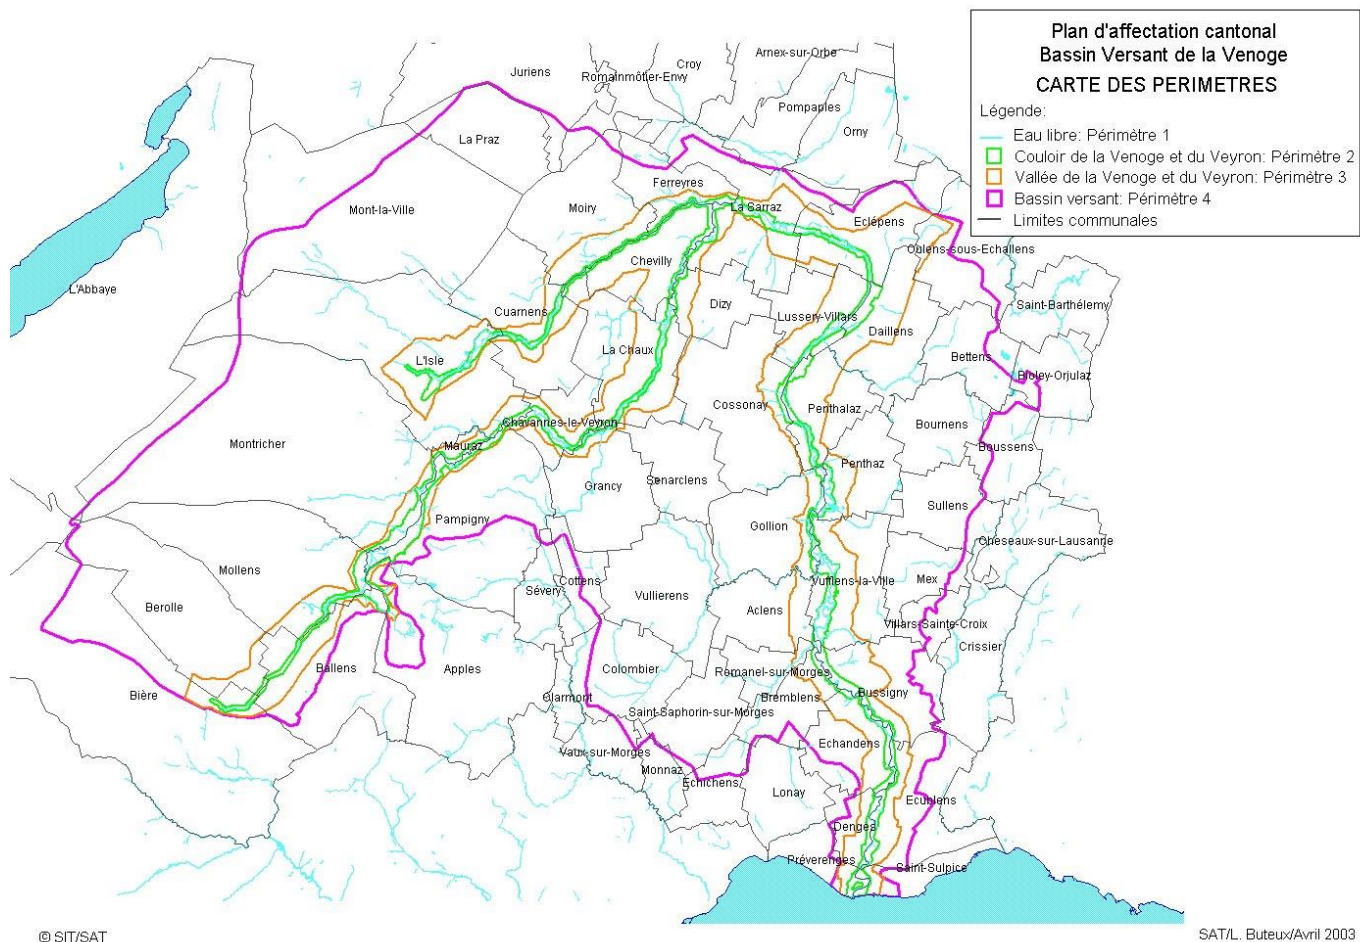 Plan d'affectation cantonal
Bassin Versant de la Venoge
CARTE DES PERIMETRES
Légende:
Eau libre: Périmètre 1
Couloir de la Venoge et du Veyron: Périmètre 2
Vallée de la Venoge et du Veyron: Périmètre 3
Bassin versant: Périmètre 4
Limites communales
Arnex-sur-Orbe
Croy
Juriens
Romainmôtier-Envy
Pompaples
Orny
La Praz
Ferreyres
Mont-la-Ville
Moiry
La Sarraz
Eclépens
Oulens-sous-Echallens
Chevilly
L'Abbaye
Dizy
Saint-Barthélemy
Cuarnens
Lussery-Villars
Daillens
La Chaux
Bettens
L'Isle
Bioley-Orjulaz
Cossonay
Penthalaz
Chavannes-le-Veyron
Bournens
Montricher
Mauraz
Boussens
Penthaz
Senarclens
Grancy
Sullens
Pampigny
Gollion
Cheseaux-sur-Lausanne
Mollens
Mex
Cottens
Vufflens-la-Ville
Sévery
Vullierens
Berolle
Aclens
Villars-Sainte-Croix
Crissier
Ballens
Apples
Colombier
Romanel-sur-Morges
Bière
Clarmont
Bremblens
Bussigny
Saint-Saphorin-sur-Morges
Echandens
Vaux-sur-Morges
Monnaz
Echichens
Lonay
Ecublens
Denges
Préverenges
Saint-Sulpice
© SIT/SAT
SAT/L. Buteux/Avril 2003